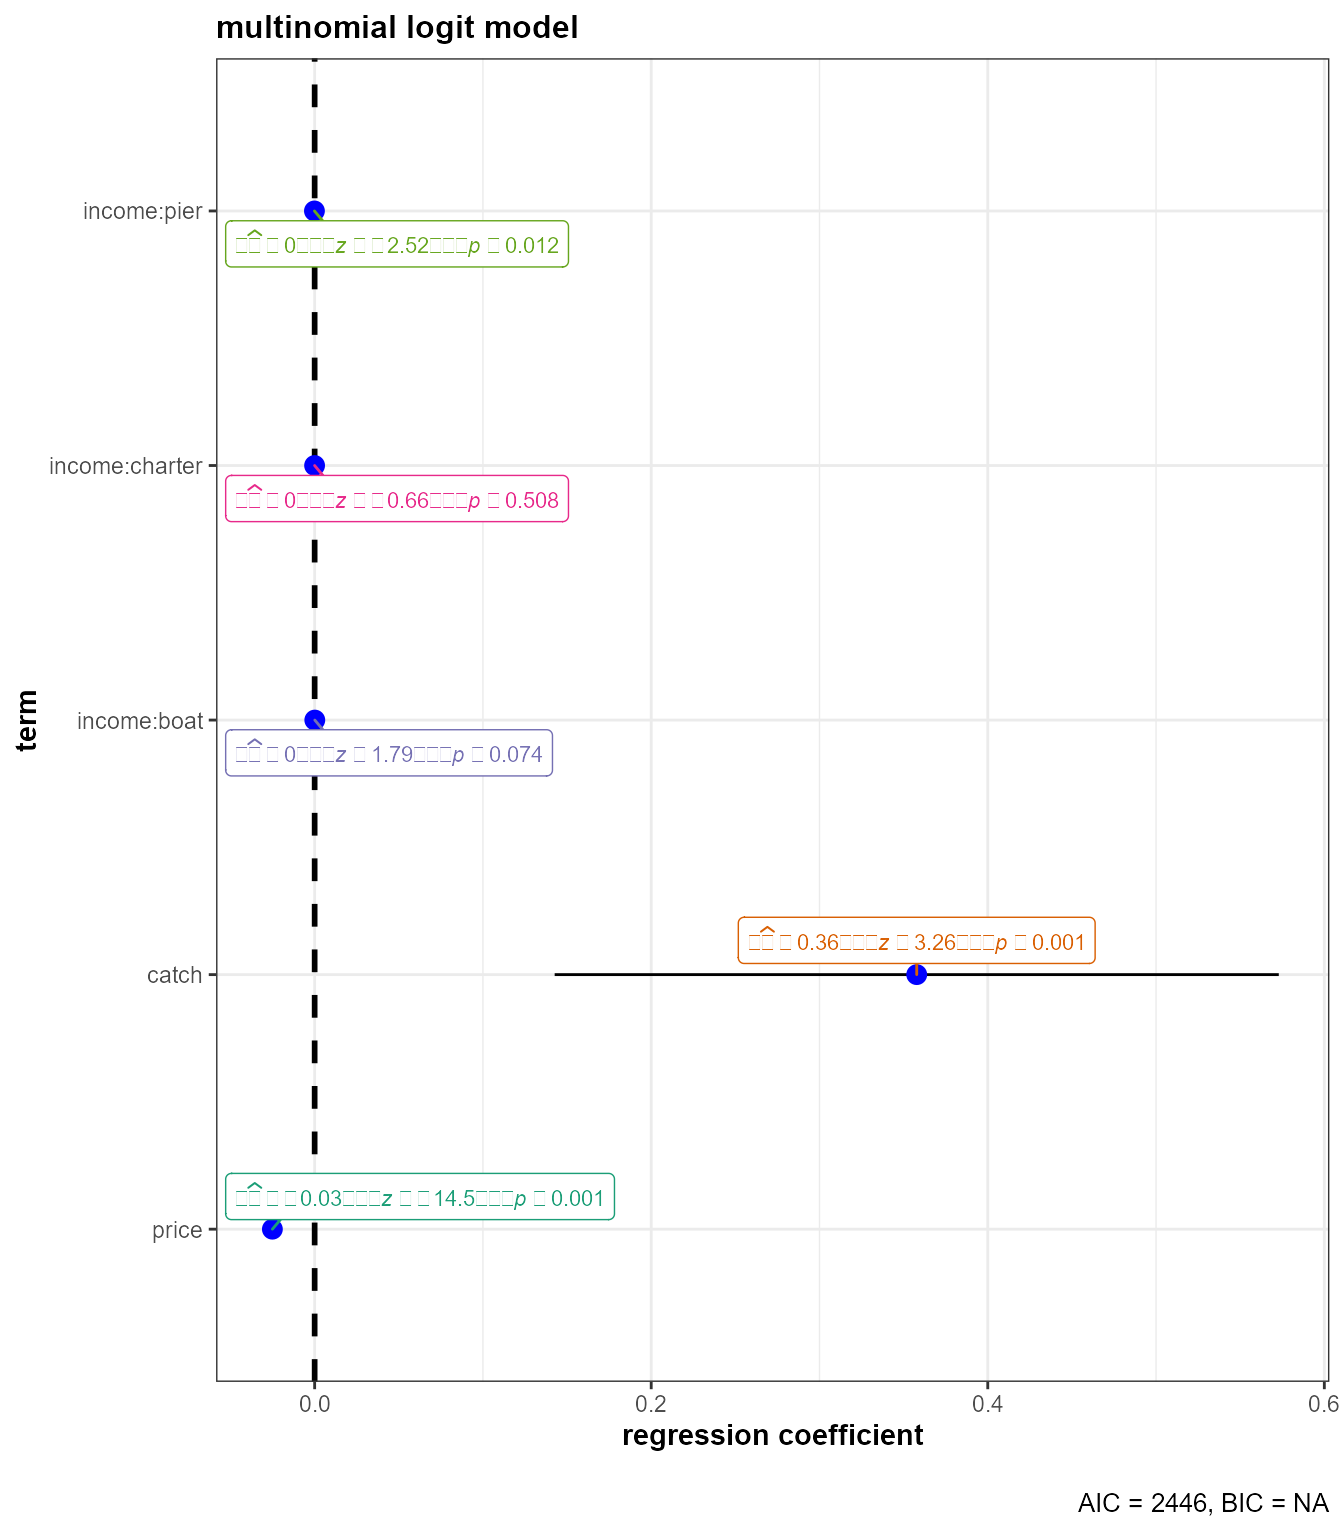 multinomial logit model
income:pier
□□ □ 0□□□z □ □2.52□□□p □ 0.012
income:charter
□□ □ 0□□□z □ □0.66□□□p □ 0.508
income:boat
□□ □ 0□□□z □ 1.79□□□p □ 0.074
□□ □ 0.36□□□z □ 3.26□□□p □ 0.001
catch
□□ □ □0.03□□□z □ □14.5□□□p □ 0.001
price
term
0.0 0.2 0.4 0.6
regression coefficient
AIC = 2446, BIC = NA